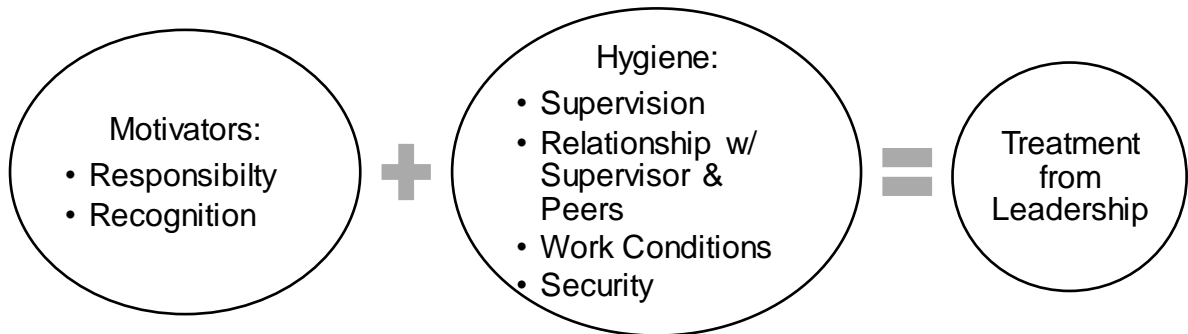 Motivators:
• Responsibilty
• Recognition
Hygiene:
• Supervision
• Relationship w/
Supervisor &
Peers
• Work Conditions
• Security
Treatment
from
Leadership